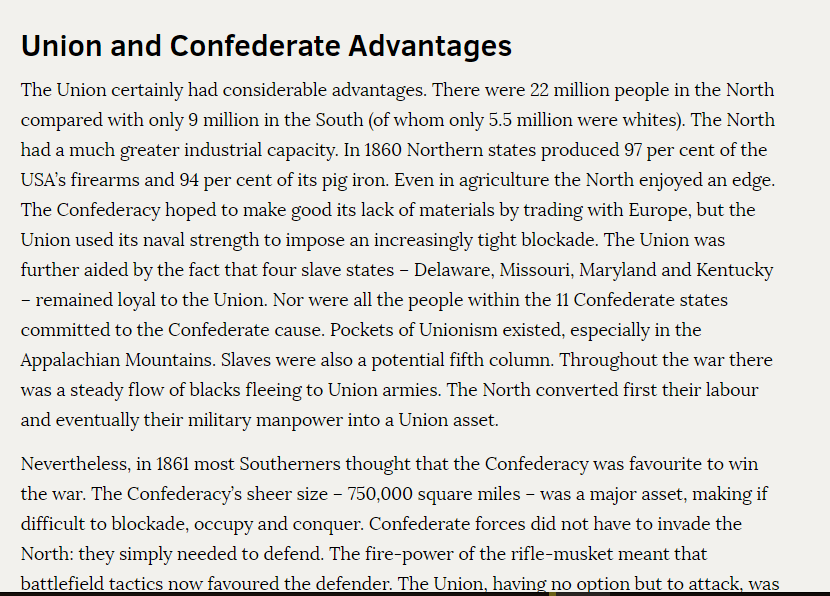 Union and Confederate Advantages
The Union certainly had considerable advantages. There were 22 million people in the North
compared with only 9 million in the South (of whom only 5.5 million were whites). The North
had a much greater industrial capacity. In 1860 Northern states produced 97 per cent of the
USA’s firearms and 94 per cent of its pig iron. Even in agriculture the North enjoyed an edge.
The Confederacy hoped to make good its lack of materials by trading with Europe, but the
Union used its naval strength to impose an increasingly tight blockade. The Union was
further aided by the fact that four slave states – Delaware, Missouri, Maryland and Kentucky
– remained loyal to the Union. Nor were all the people within the 11 Confederate states
committed to the Confederate cause. Pockets of Unionism existed, especially in the
Appalachian Mountains. Slaves were also a potential fifth column. Throughout the war there
was a steady flow of blacks fleeing to Union armies. The North converted first their labour
and eventually their military manpower into a Union asset.
Nevertheless, in 1861 most Southerners thought that the Confederacy was favourite to win
the war. The Confederacy’s sheer size – 750,000 square miles – was a major asset, making if
difficult to blockade, occupy and conquer. Confederate forces did not have to invade the
North: they simply needed to defend. The fire-power of the rifle-musket meant that
battlefield tactics now favoured the defender. The Union, having no option but to attack, was